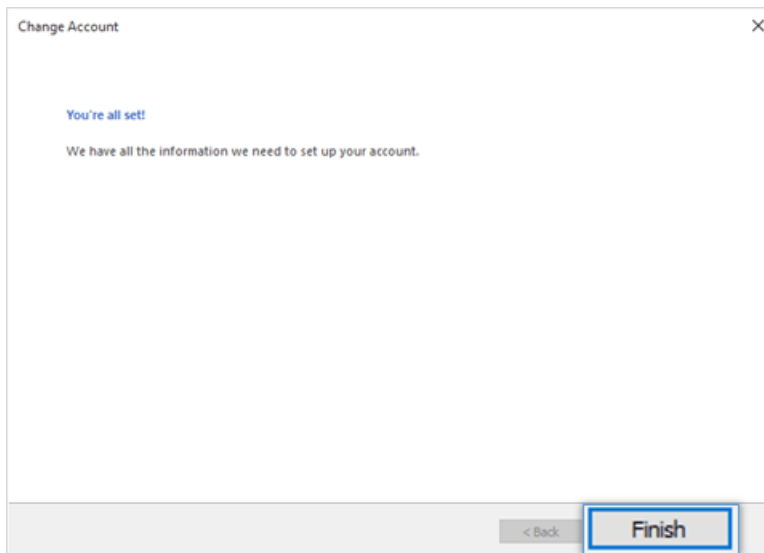 Change Account
You're all set!
We have all the information we need to set up your account.
< Back
Finish